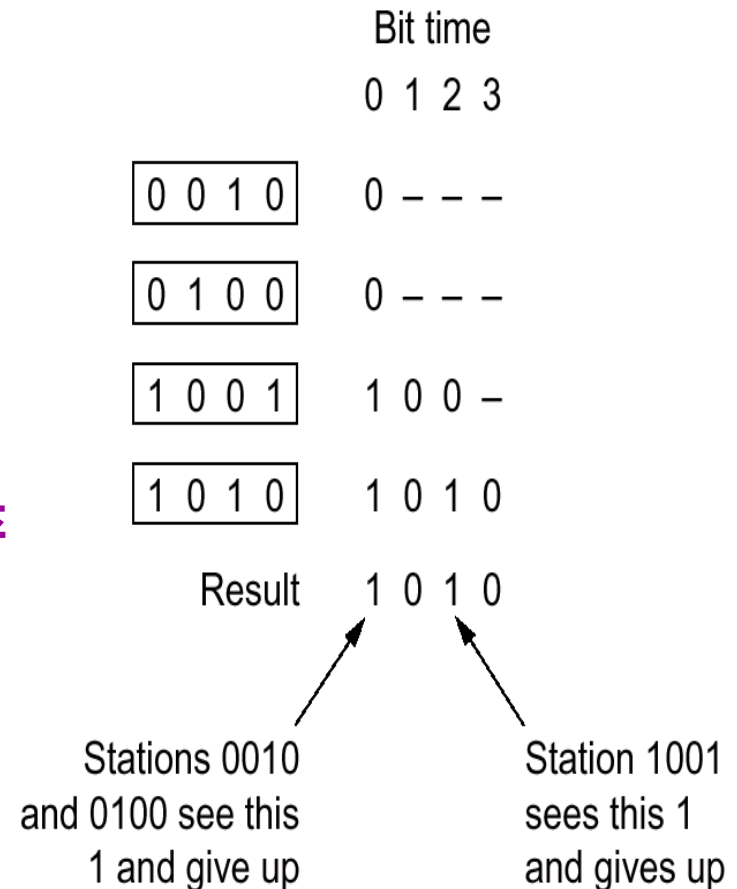 Bit time
0 1 2 3
0 0 1 0 0 – – –
0 1 0 0 0 – – –
1 0 0 1 1 0 0 –
1 0 1 0 1 0 1 0
Result 1 0 1 0
Stations 0010
and 0100 see this
1 and give up
Station 1001
sees this 1
and gives up